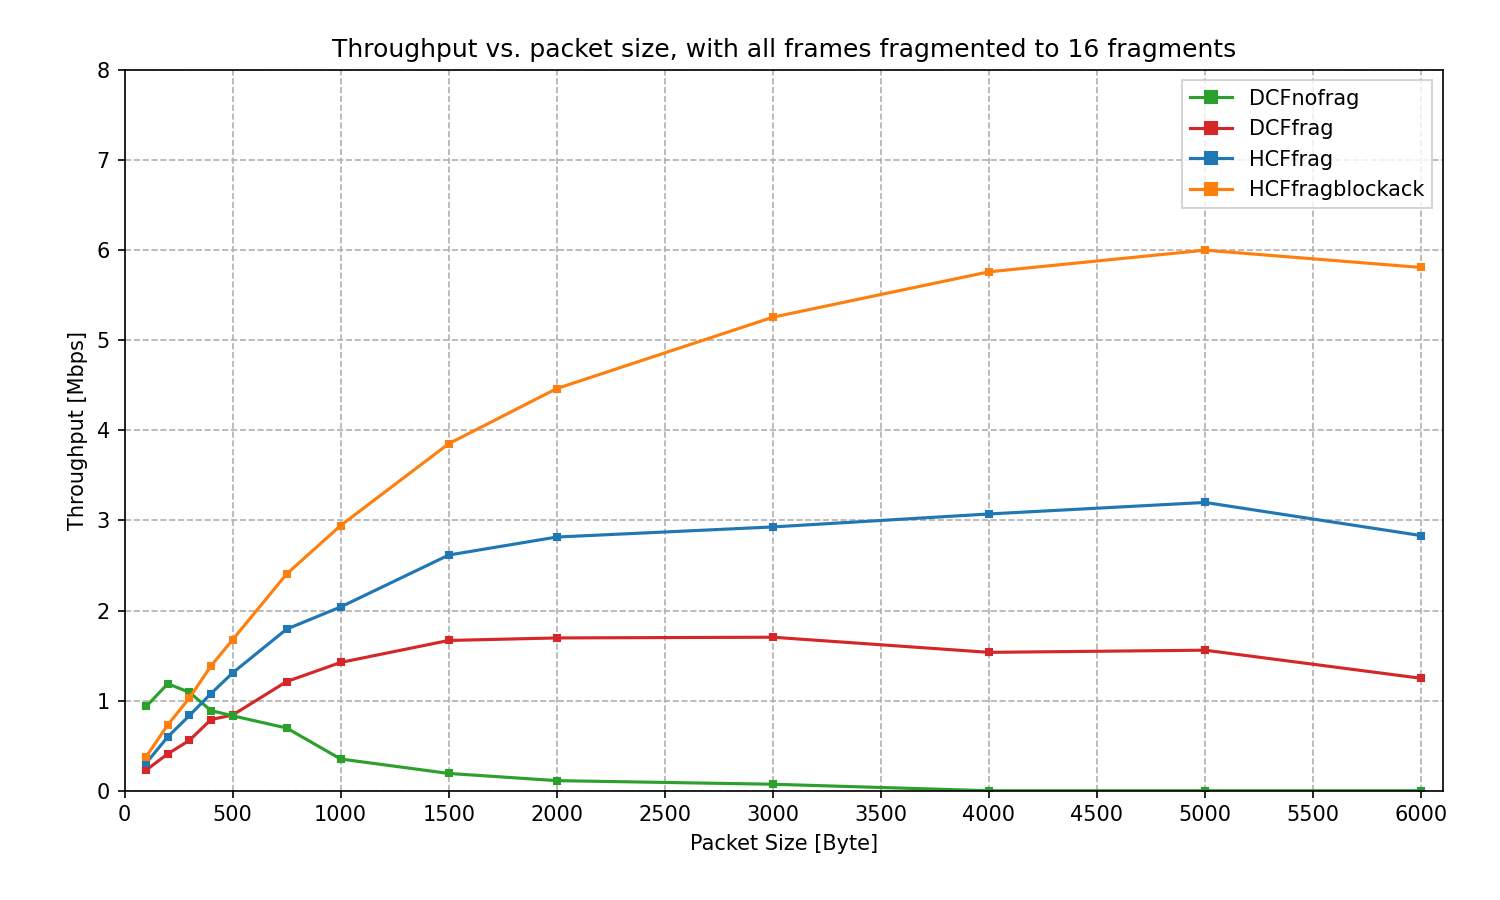 Throughput vs. packet size, with all frames fragmented to 16 fragments
8
7
6
5
4
3
2
1
0
Throughput [Mbps]
DCFnofrag
DCFfrag
HCFfrag
HCFfragblockack
0 500 1000 1500 2000 2500 3000 3500 4000 4500 5000 5500 6000
Packet Size [Byte]